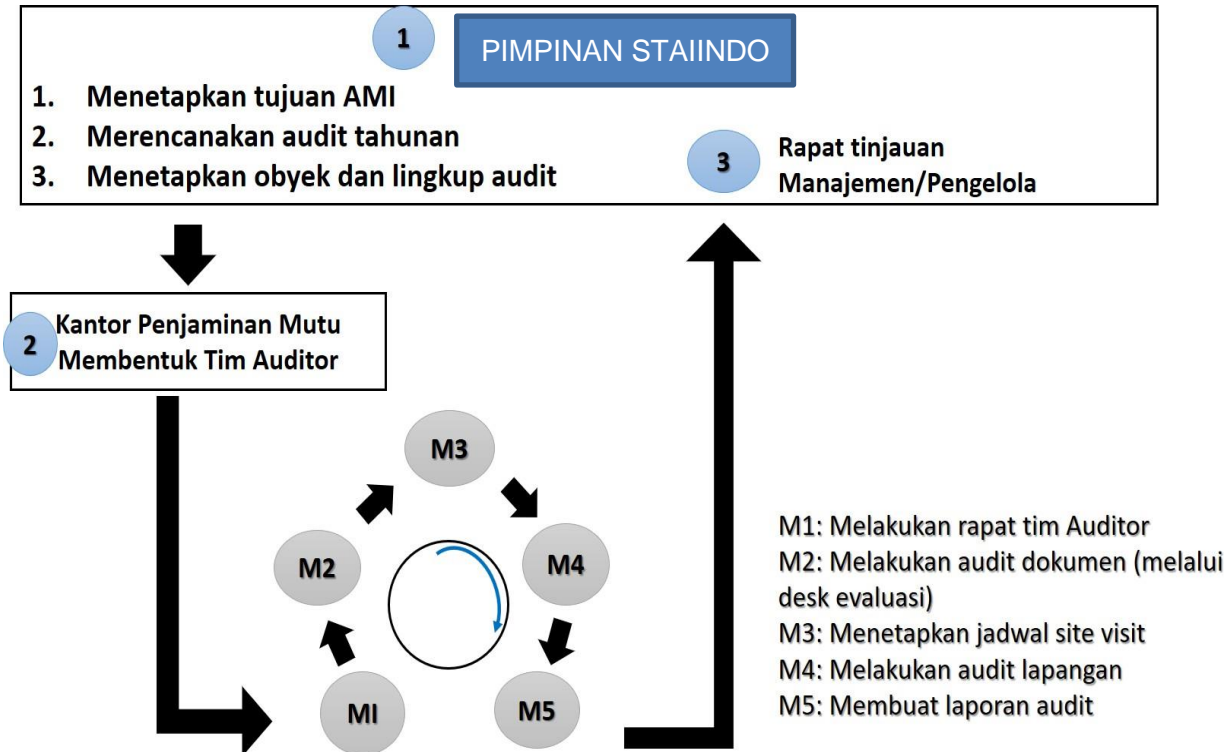 1
PIMPINAN STAIINDO
1. Menetapkan tujuan AMI
2. Merencanakan audit tahunan
3. Menetapkan obyek dan lingkup audit
3
Rapat tinjauan
Manajemen/Pengelola
2
Kantor Penjaminan Mutu
Membentuk Tim Auditor
M3
M2
M4
MI
M5
M1: Melakukan rapat tim Auditor
M2: Melakukan audit dokumen (melalui
desk evaluasi)
M3: Menetapkan jadwal site visit
M4: Melakukan audit lapangan
M5: Membuat laporan audit